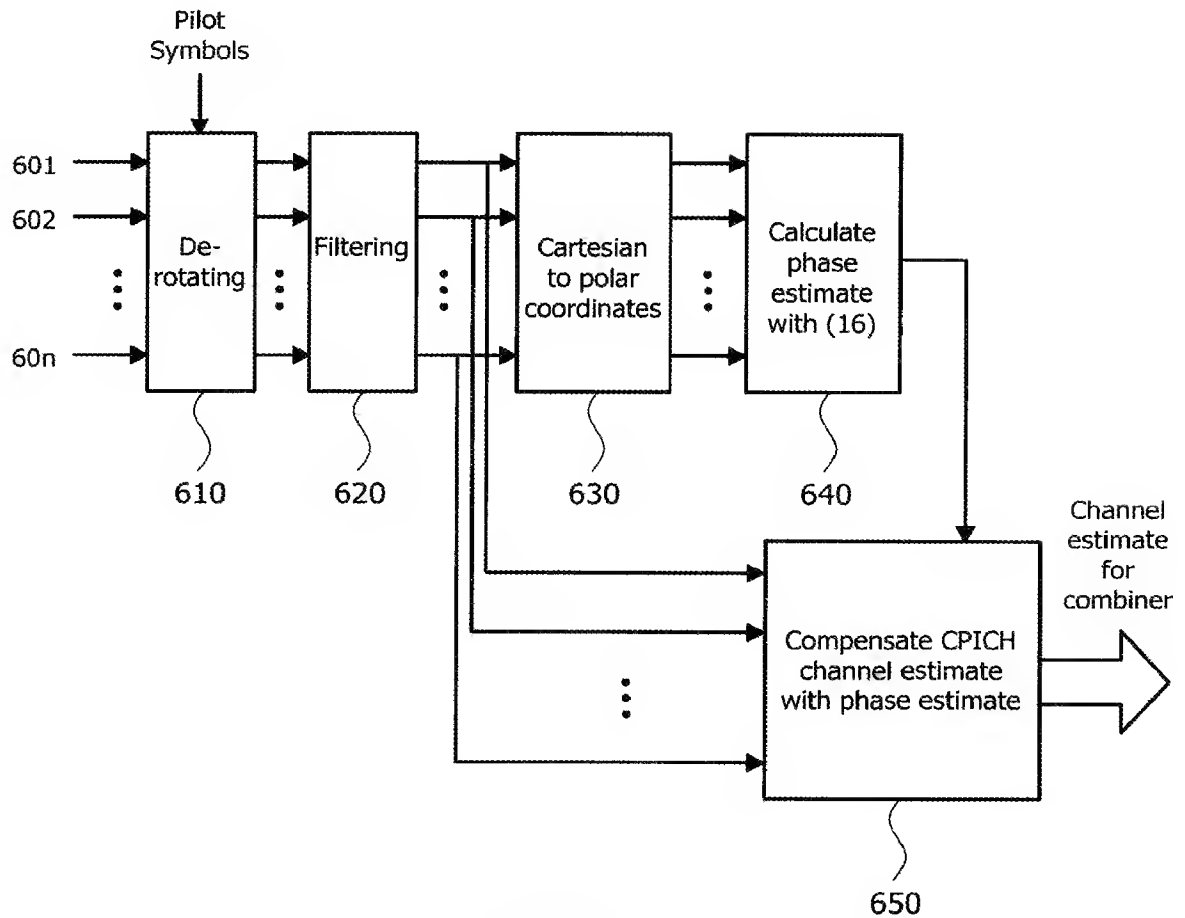 Pilot
Symbols
601
602
60n
De-
rotating
Filtering
Cartesian
to polar
coordinates
Calculate
phase
estimate
with (16)
610
620
630
640
Channel
estimate
for
combiner
Compensate CPICH
channel estimate
with phase estimate
650